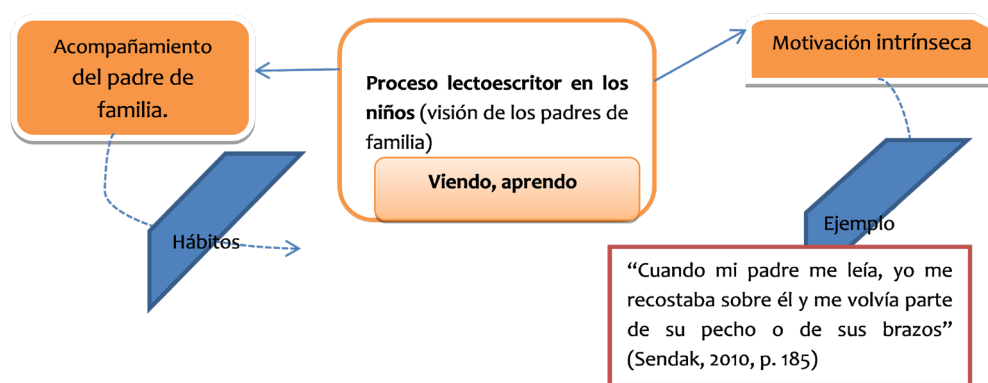 Acompañamiento
del padre de
familia.
Proceso lectoescritor en los
niños (visión de los padres de
familia)
Viendo, aprendo
Motivación intrínseca
Hábitos
Ejemplo
“Cuando mi padre me leía, yo me
recostaba sobre él y me volvía parte
de su pecho o de sus brazos”
(Sendak, 2010, p. 185)